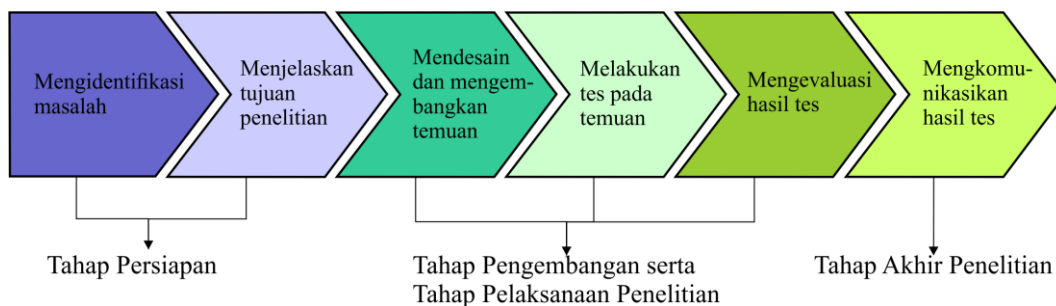 Mengidentifikasi
masalah
Menjelaskan
tujuan
penelitian
Mendesain
dan mengem-
bangkan
temuan
Melakukan
tes pada
temuan
Mengevaluasi
hasil tes
Mengkomu-
nikasikan
hasil tes
Tahap Persiapan
Tahap Pengembangan serta
Tahap Pelaksanaan Penelitian
Tahap Akhir Penelitian